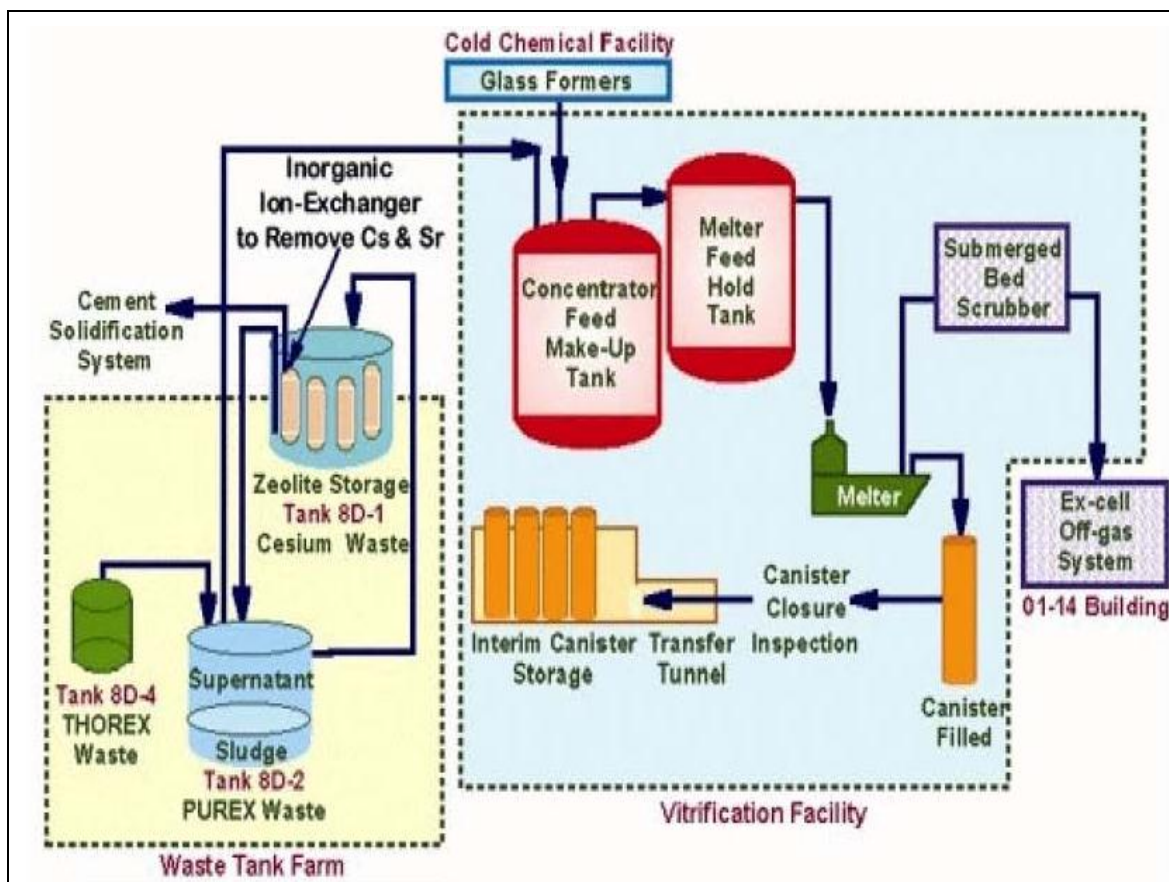 Cold Chemical Facility
Glass Formers
Inorganic
Ion-Exchanger
to Remove Cs & Sr
Cement
Solidification
System
Zeolite Storage
Tank 8D-1
Cesium Waste
Tank 8D-4
THOREX
Waste
Supernatant
Sludge
Tank 8D-2
PUREX Waste
Waste Tank Farm
Concentrator
Feed
Make-Up
Tank
Melter
Feed
Hold
Tank
Submerged
Bed
Scrubber
Melter
Ex-cell
Off-gas
System
01-14 Building
Canister
Closure
Inspection
Interim Canister
Storage
Transfer
Tunnel
Canister
Filled
Vitrification Facility